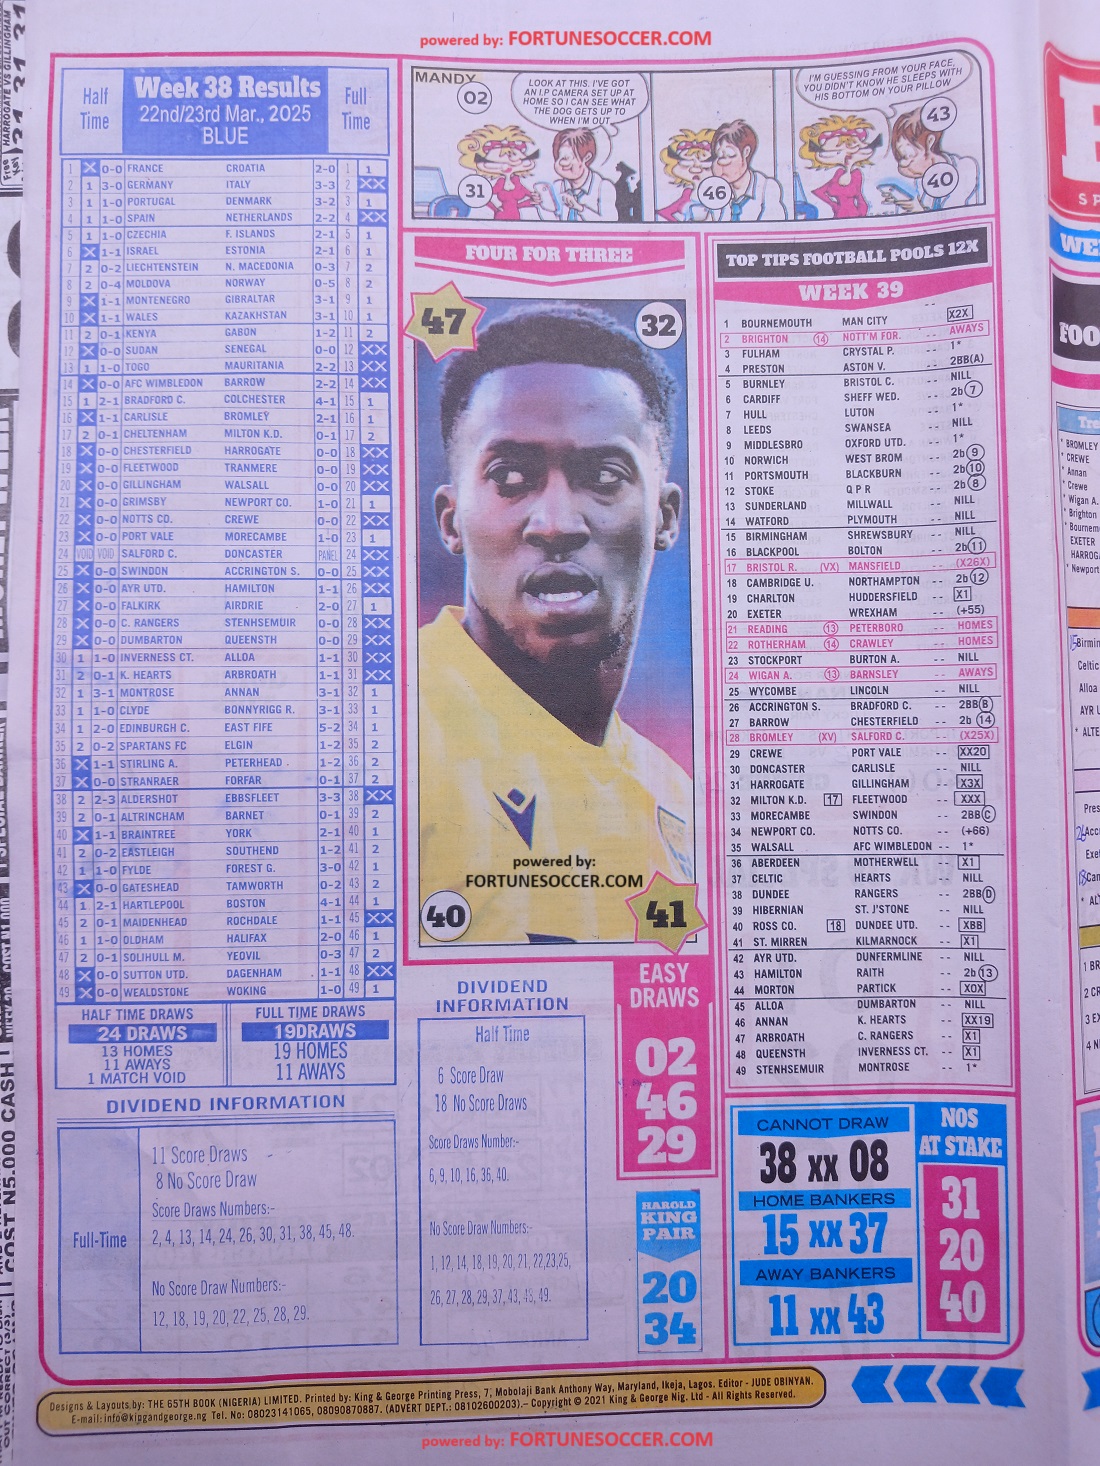 powered by: FORTUNESOCCER.COM
Half Time
Week 38 Results
22nd/23rd Mar., 2025
BLUE
Full Time
1 X 0-0 FRANCE CROATIA 2-0 1 1
2 1 3-0 GERMANY ITALY 3-3 2 XX
3 1 1-0 PORTUGAL DENMARK 3-2 3 1
4 1 1-0 SPAIN NETHERLANDS 2-2 4 XX
5 1 1-0 CZECHIA F. ISLANDS 2-1 5 1
6 X 1-1 ISRAEL ESTONIA 2-1 6 1
7 2 0-2 LIECHTENSTEIN N. MACEDONIA 0-3 7 2
8 2 0-4 MOLDOVA NORWAY 0-5 8 2
9 X 1-1 MONTENEGRO GIBRALTAR 3-1 9 1
10 X 1-1 WALES KAZAKHSTAN 3-1 10 1
11 2 0-1 KENYA GABON 1-2 11 2
12 X 0-0 SUDAN SENEGAL 0-0 12 XX
13 1 1-0 TOGO MAURITANIA 2-2 13 XX
14 X 0-0 AFC WIMBLEDON BARROW 2-2 14 XX
15 1 2-1 BRADFORD C. COLCHESTER 4-1 15 1
16 X 1-1 CARLISLE BROMLEY 2-1 16 1
17 2 0-1 CHELTENHAM MILTON K.D. 0-1 17 2
18 X 0-0 CHESTERFIELD HARROGATE 0-0 18 XX
19 X 0-0 FLEETWOOD TRANMERE 0-0 19 XX
20 X 0-0 GILLINGHAM WALSALL 0-0 20 XX
21 X 0-0 GRIMSBY NEWPORT CO. 1-0 21 1
22 X 0-0 NOTTS CO. CREWE 0-0 22 XX
23 X 0-0 PORT VALE MORECAMBE 1-0 23 1
24 VOID VOID SALFORD C. DONCASTER PANEL 24 XX
25 X 0-0 SWINDON ACCRINGTON S. 0-0 25 XX
26 X 0-0 AYR UTD. HAMILTON 1-1 26 XX
27 X 0-0 FALKIRK AIRDRIE 2-0 27 1
28 X 0-0 C. RANGERS STENHSEMUIR 0-0 28 XX
29 X 0-0 DUMBARTON QUEENSTH 0-0 29 XX
30 1 1-0 INVERNESS CT. ALLOA 1-1 30 XX
31 2 0-1 K. HEARTS ARBROATH 1-1 31 XX
32 1 3-1 MONTROSE ANNAN 3-1 32 1
33 1 1-0 CLYDE BONNYRIGG R. 3-1 33 1
34 1 2-0 EDINBURGH C. EAST FIFE 5-2 34 1
35 2 0-2 SPARTANS FC ELGIN 1-2 35 2
36 X 1-1 STIRLING A. PETERHEAD 1-2 36 2
37 X 0-0 STRANRAER FORFAR 0-1 37 2
38 2 2-3 ALDERSHOT EBBSFLEET 3-3 38 XX
39 2 0-1 ALTRINCHAM BARNET 0-1 39 2
40 X 1-1 BRAINTREE YORK 2-1 40 1
41 2 0-2 EASTLEIGH SOUTHEND 1-2 41 2
42 1 1-0 FYLDE FOREST G. 3-0 42 1
43 X 0-0 GATESHEAD TAMWORTH 0-2 43 2
44 1 2-1 HARTLEPOOL BOSTON 4-1 44 1
45 2 0-1 MAIDENHEAD ROCHDALE 1-1 45 XX
46 1 1-0 OLDHAM HALIFAX 2-0 46 1
47 2 0-1 SOLIHULL M. YEOVIL 0-3 47 2
48 X 0-0 SUTTON UTD. DAGENHAM 1-1 48 XX
49 X 0-0 WEALDSTONE WOKING 1-0 49 1
HALF TIME DRAWS
24 DRAWS
13 HOMES
11 AWAYS
1 MATCH VOID
FULL TIME DRAWS
19DRAWS
19 HOMES
11 AWAYS
DIVIDEND INFORMATION
Full-Time
11 Score Draws
8 No Score Draw
Score Draws Numbers:-
2, 4, 13, 14, 24, 26, 30, 31, 38, 45, 48.
No Score Draw Numbers:-
12, 18, 19, 20, 22, 25, 28, 29.
MANDY
02
LOOK AT THIS. I'VE GOT
AN I.P CAMERA SET UP AT
HOME SO I CAN SEE WHAT
THE DOG GETS UP TO
WHEN I'M OUT
31
46
I'M GUESSING FROM YOUR FACE,
YOU DIDN'T KNOW HE SLEEPS WITH
HIS BOTTOM ON YOUR PILLOW
43
40
FOUR FOR THREE
47
32
powered by:
FORTUNESOCCER.COM
40
41
DIVIDEND
INFORMATION
Half Time
6 Score Draw
18 No Score Draws
Score Draws Number:-
6, 9, 10, 16, 36, 40.
No Score Draw Numbers:-
1, 12, 14, 18, 19, 20, 21, 22,23,25,
26, 27, 28, 29, 37, 43, 48, 49.
EASY
DRAWS
02
46
29
HAROLD
KING
PAIR
20
34
TOP TIPS FOOTBALL POOLS 12X
WEEK 39
1 BOURNEMOUTH MAN CITY -- X2X
2 BRIGHTON 14 NOTT'M FOR. -- AWAYS
3 FULHAM CRYSTAL P. -- 1*
4 PRESTON ASTON V. -- 2BB(A)
5 BURNLEY BRISTOL C. -- NILL
6 CARDIFF SHEFF WED. -- 2b 7
7 HULL LUTON -- 1*
8 LEEDS SWANSEA -- NILL
9 MIDDLESBRO OXFORD UTD. -- 1*
10 NORWICH WEST BROM -- 2b 9
11 PORTSMOUTH BLACKBURN -- 2b 10
12 STOKE Q P R -- 2b 8
13 SUNDERLAND MILLWALL -- NILL
14 WATFORD PLYMOUTH -- NILL
15 BIRMINGHAM SHREWSBURY -- NILL
16 BLACKPOOL BOLTON -- 2b 11
17 BRISTOL R. (VX) MANSFIELD -- (X26X)
18 CAMBRIDGE U. NORTHAMPTON -- 2b 12
19 CHARLTON HUDDERSFIELD -- X1
20 EXETER WREXHAM -- (+55)
21 READING 13 PETERBORO -- HOMES
22 ROTHERHAM 14 CRAWLEY -- HOMES
23 STOCKPORT BURTON A. -- NILL
24 WIGAN A. 13 BARNSLEY -- AWAYS
25 WYCOMBE LINCOLN -- NILL
26 ACCRINGTON S. BRADFORD C. -- 2BB B
27 BARROW CHESTERFIELD -- 2b 14
28 BROMLEY (XV) SALFORD C. -- (X25X)
29 CREWE PORT VALE -- XX20
30 DONCASTER CARLISLE -- NILL
31 HARROGATE GILLINGHAM -- X3X
32 MILTON K.D. 17 FLEETWOOD -- XXX
33 MORECAMBE SWINDON -- 2BB C
34 NEWPORT CO. NOTTS CO. -- (+66)
35 WALSALL AFC WIMBLEDON -- 1*
36 ABERDEEN MOTHERWELL -- X1
37 CELTIC HEARTS -- NILL
38 DUNDEE RANGERS -- 2BB D
39 HIBERNIAN ST. J'STONE -- NILL
40 ROSS CO. 18 DUNDEE UTD. -- XBB
41 ST. MIRREN KILMARNOCK -- X1
42 AYR UTD. DUNFERMLINE -- NILL
43 HAMILTON RAITH -- 2b 13
44 MORTON PARTICK -- XOX
45 ALLOA DUMBARTON -- NILL
46 ANNAN K. HEARTS -- XX19
47 ARBROATH C. RANGERS -- X1
48 QUEENSTH INVERNESS CT. -- X1
49 STENHSEMUIR MONTROSE -- 1*
CANNOT DRAW
38 XX 08
HOME BANKERS
15 XX 37
AWAY BANKERS
11 XX 43
NOS
AT STAKE
31
20
40
Designs & Layouts by: THE 65TH BOOK (NIGERIA) LIMITED. Printed by: King & George Printing Press, 7, Mobolaji Bank Anthony Way, Maryland, Ikeja, Lagos. Editor - JUDE OBINYAN.
E-mail: info@kingandgeorge.ng Tel. No: 08023141065, 08090870887. (ADVERT DEPT.: 08102600203).- Copyright © 2021 King & George Nig. Ltd - All Rights Reserved.
powered by: FORTUNESOCCER.COM